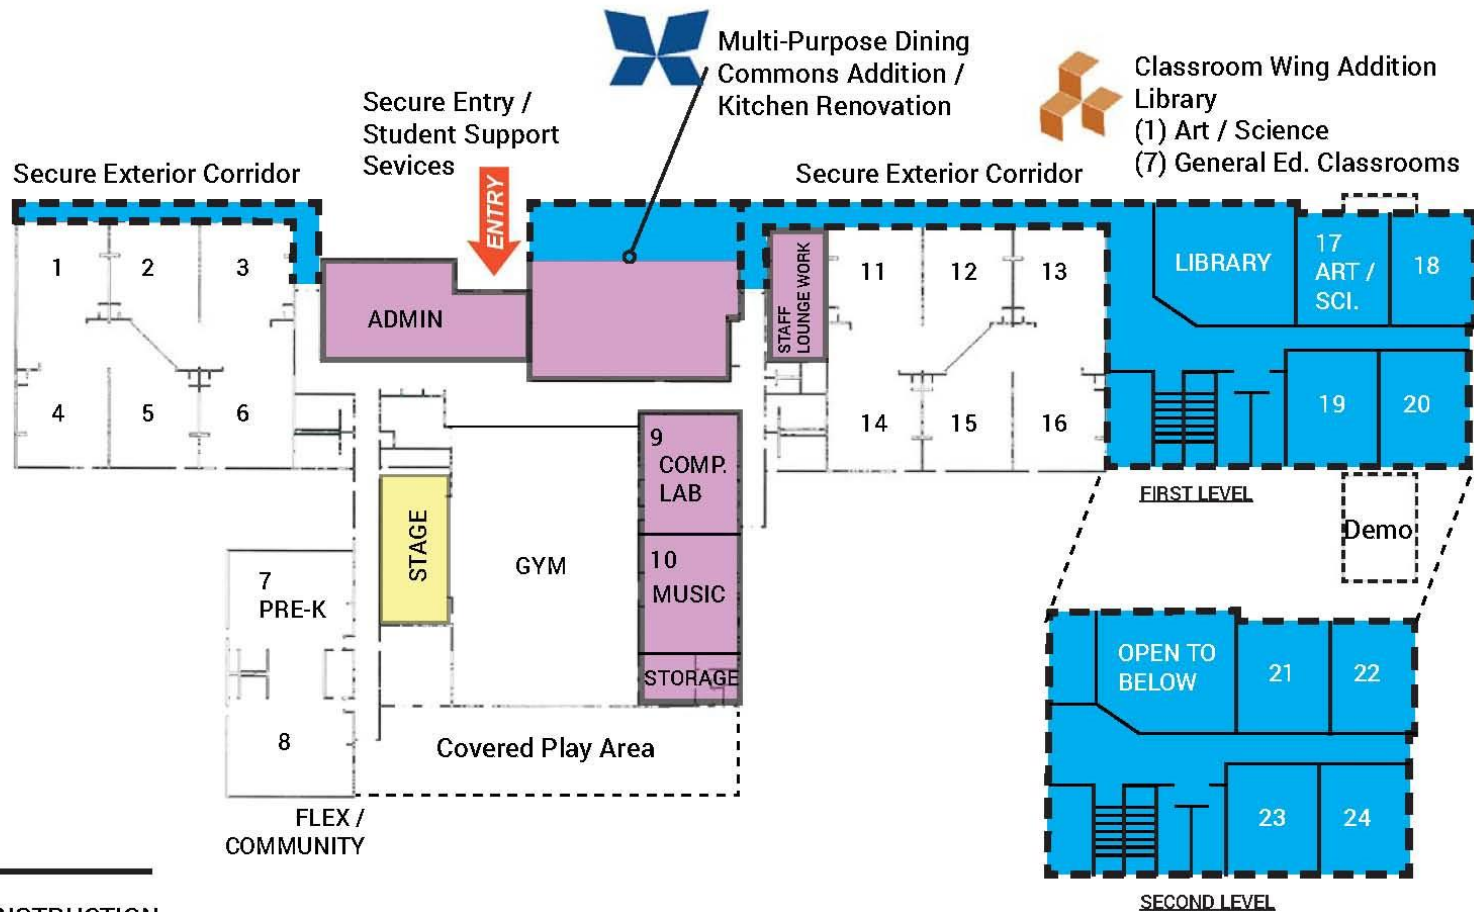 Multi-Purpose Dining
Commons Addition /
Kitchen Renovation
Classroom Wing Addition
Library
(1) Art / Science
(7) General Ed. Classrooms
Secure Entry /
Student Support
Sevices
Secure Exterior Corridor
Secure Exterior Corridor
ENTRY
1
2
3
ADMIN
STAFF
LOUNGE WORK
11
12
13
LIBRARY
17
ART /
SCI.
18
4
5
6
9
COMP.
LAB
14
15
16
19
20
FIRST LEVEL
Demo
STAGE
GYM
10
MUSIC
STORAGE
7
PRE-K
8
Covered Play Area
FLEX /
COMMUNITY
OPEN TO
BELOW
21
22
23
24
SECOND LEVEL